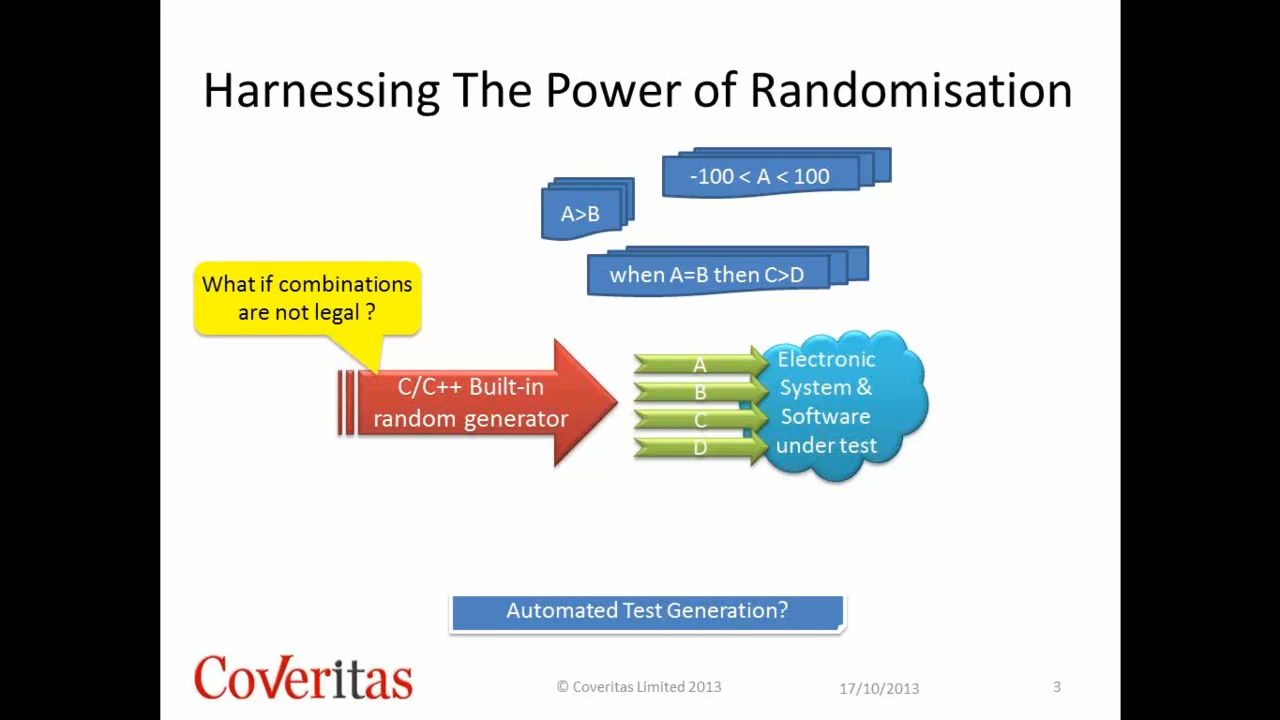 Harnessing The Power of Randomisation
-100 < A < 100
A>B
when A=B then C>D
What if combinations
are not legal ?
C/C++ Built-in
random generator
A
B
C
D
Electronic
System &
Software
under test
Automated Test Generation?
Coveritas
© Coveritas Limited 2013
17/10/2013
3